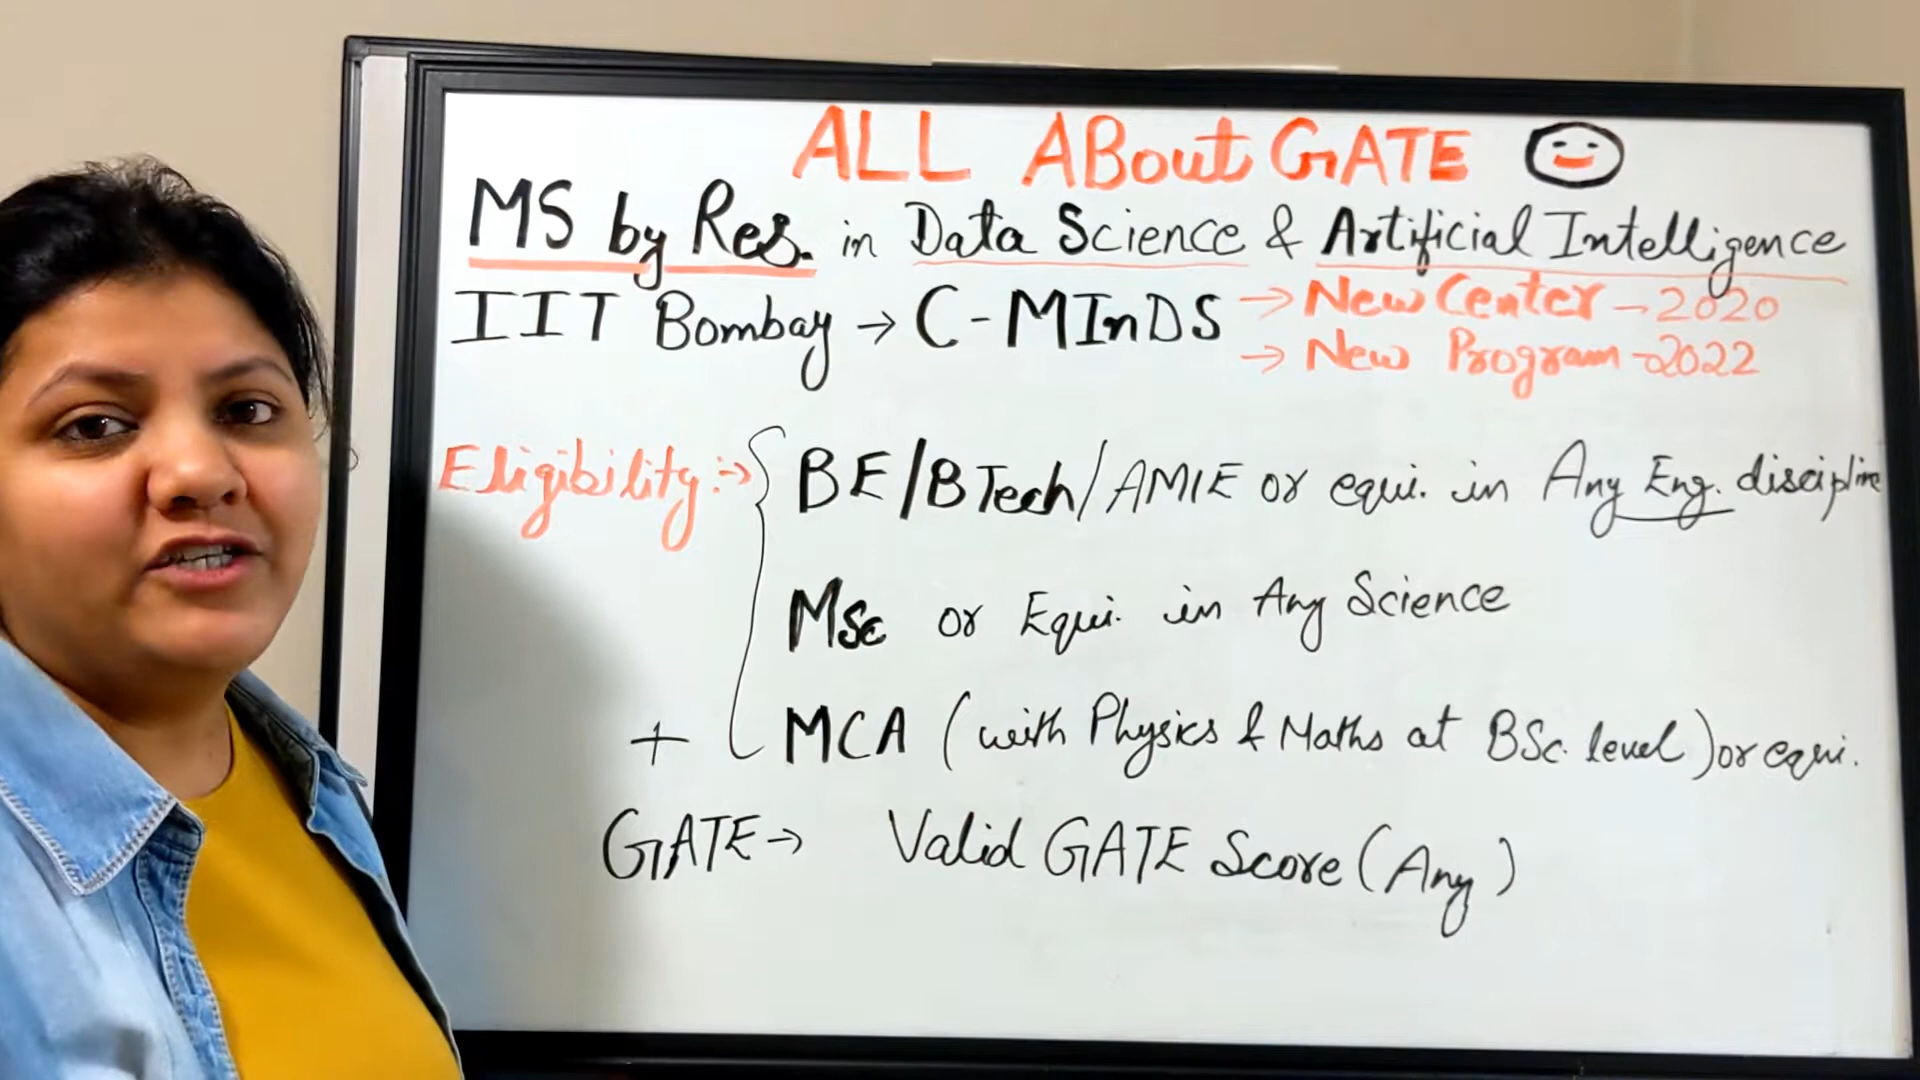 ALL ABout GATE
MS by Res. in Data Science & Artificial Intelligence
IIT Bombay → C-MInDS → New Center - 2020
→ New Program - 2022
Eligibility :→ BE/BTech/AMIE or equi. in Any Eng. discipline
MSc or Equi. in Any Science
+ MCA (with Physics & Maths at BSc. level) or equi.
GATE → Valid GATE Score (Any)